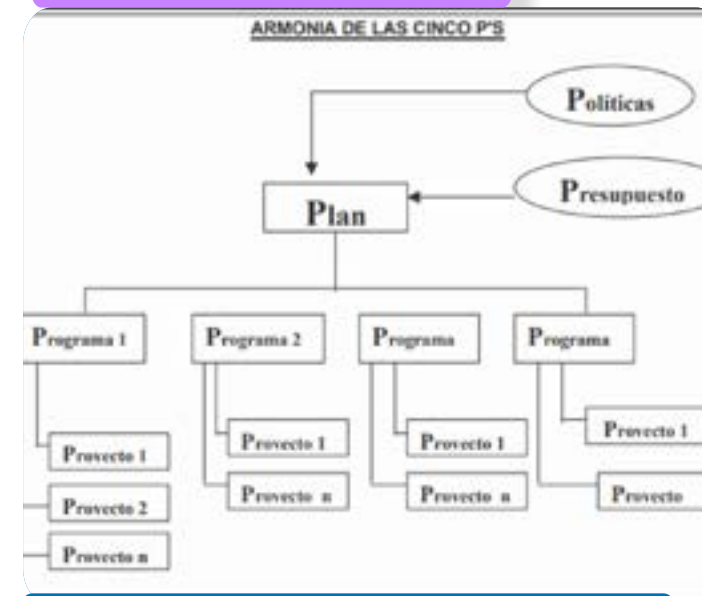 ARMONIA DE LAS CINCO P'S
Políticas
Presupuesto
Plan
Programa 1
Programa 2
Programa
Programa
Proyecto 1
Proyecto 2
Proyecto n
Proyecto 1
Proyecto n
Proyecto 1
Proyecto n
Proyecto 1
Proyecto